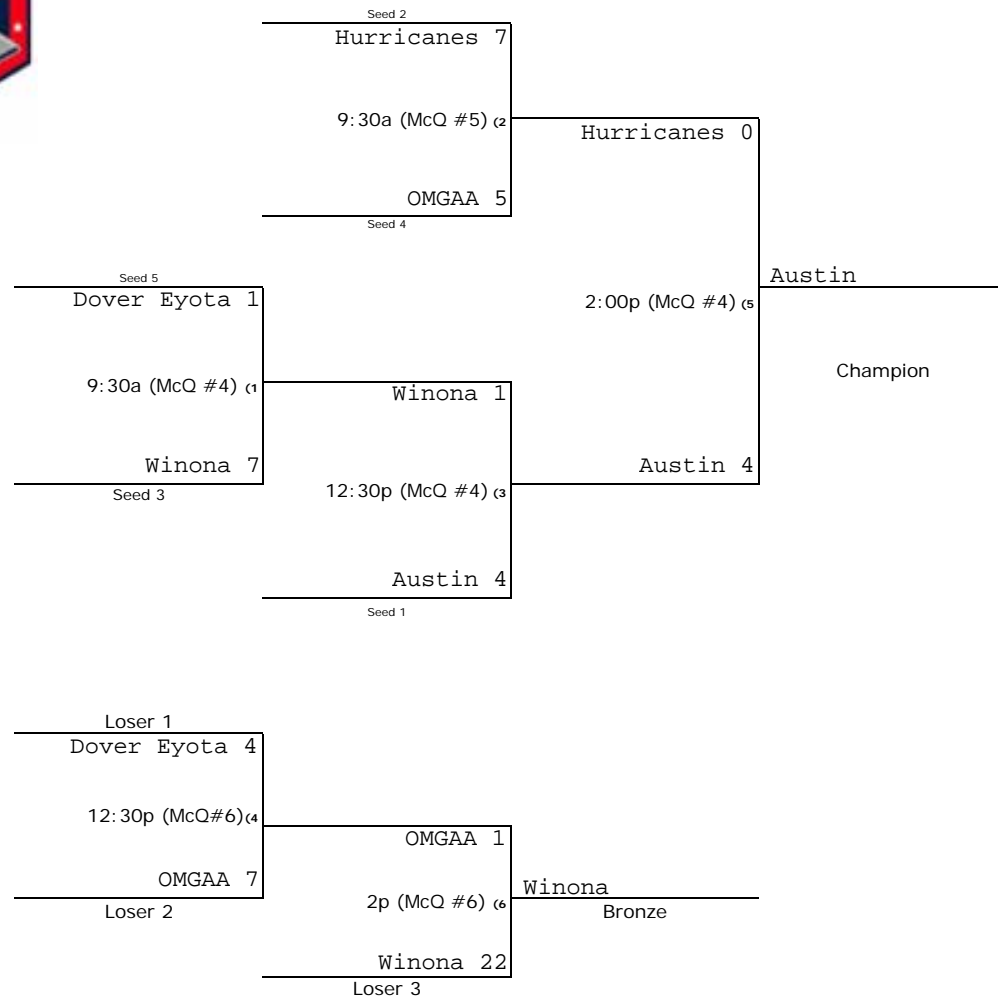 Seed 2
Hurricanes 7
9:30a (McQ #5) (2
Hurricanes 0
OMGAA 5
Seed 4
Seed 5
Dover Eyota 1
Austin
2:00p (McQ #4) (5
Champion
9:30a (McQ #4) (1
Winona 1
Winona 7
Seed 3
Austin 4
12:30p (McQ #4) (3
Austin 4
Seed 1
Loser 1
Dover Eyota 4
12:30p (McQ#6)(4
OMGAA 1
OMGAA 7
Loser 2
Winona
2p (McQ #6) (6
Bronze
Winona 22
Loser 3